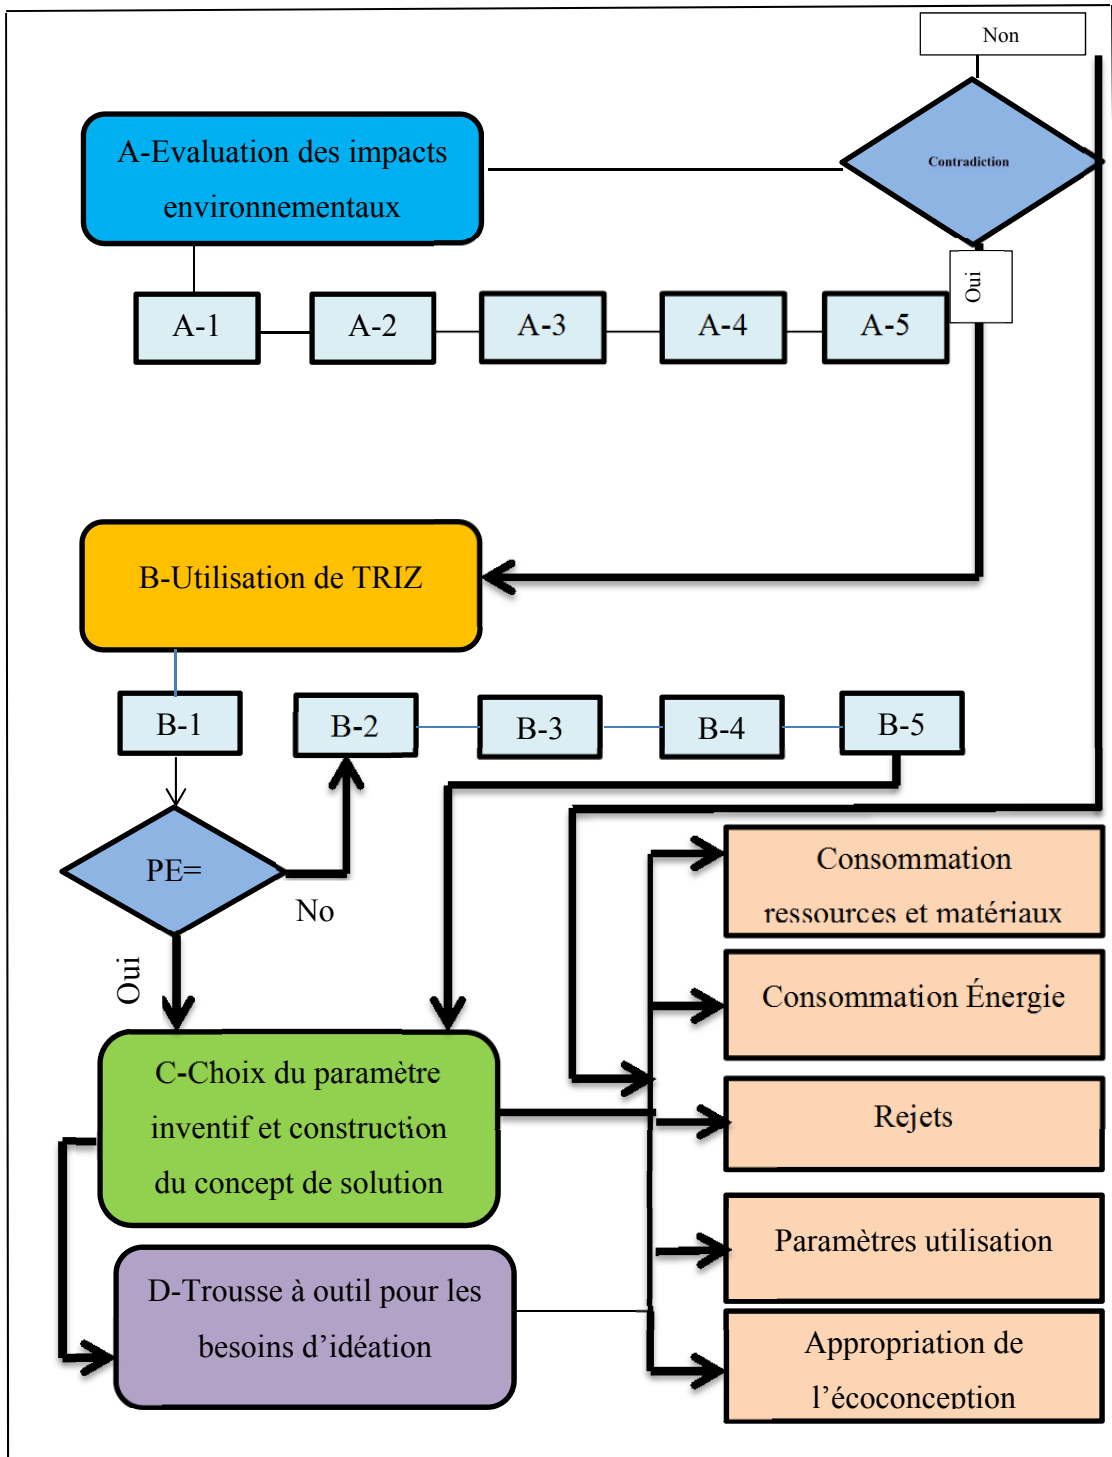 Non
A-Evaluation des impacts
environnementaux
Contradiction
Oui
A-1
A-2
A-3
A-4
A-5
B-Utilisation de TRIZ
B-1
B-2
B-3
B-4
B-5
PE=
No
Oui
C-Choix du paramètre
inventif et construction
du concept de solution
D-Trousse à outil pour les
besoins d’idéation
Consommation
ressources et matériaux
Consommation Énergie
Rejets
Paramètres utilisation
Appropriation de
l’écoconception